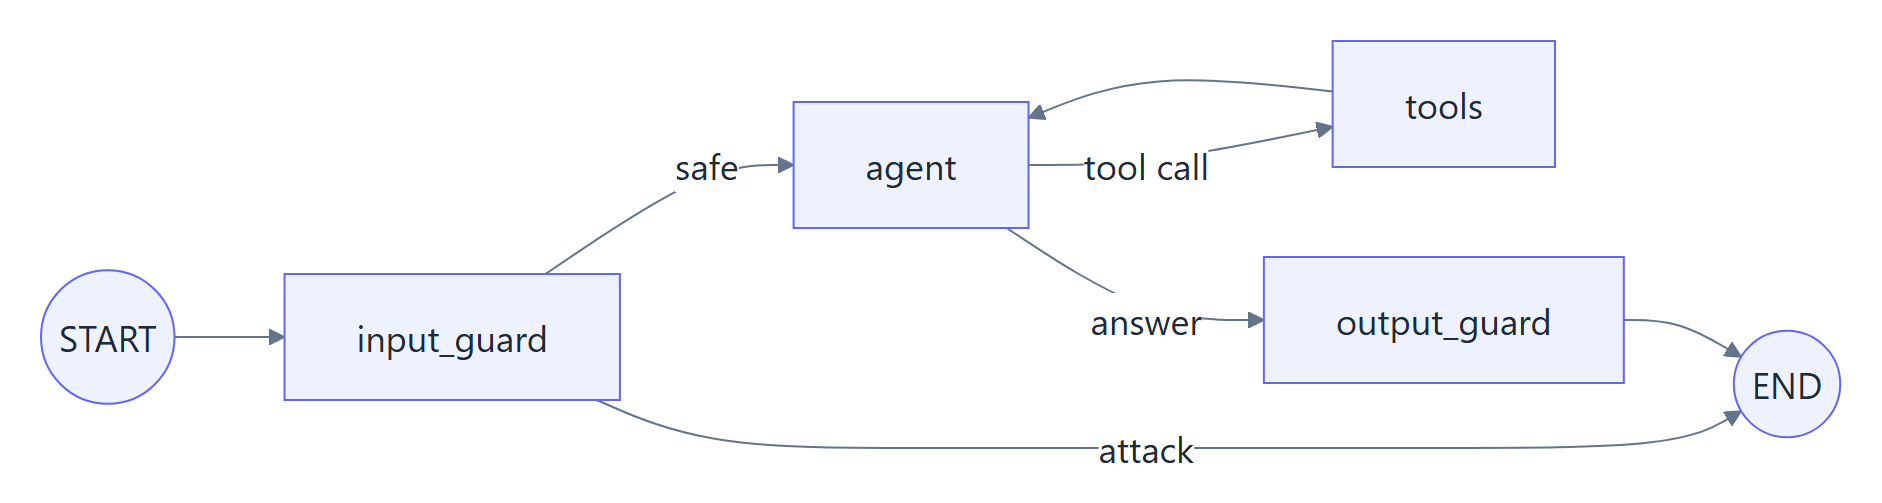 START
input_guard
safe
agent
tool call
tools
answer
output_guard
attack
END